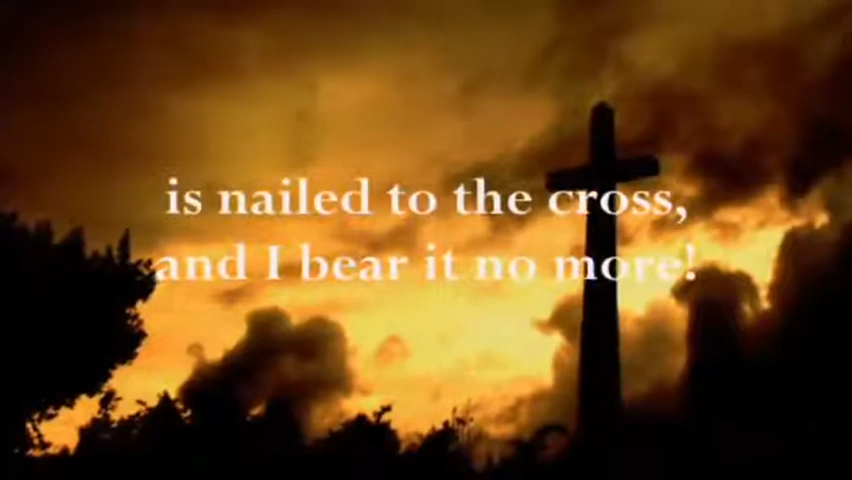 is nailed to the cross,
and I bear it no more!